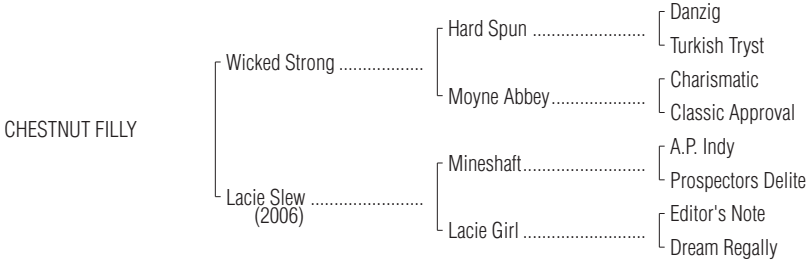 Danzig
Hard Spun ........................
Turkish Tryst
Wicked Strong ..................
Charismatic
Moyne Abbey....................
Classic Approval
CHESTNUT FILLY
A.P. Indy
Mineshaft..........................
Prospectors Delite
Lacie Slew ........................
(2006)
Editor's Note
Lacie Girl ..........................
Dream Regally